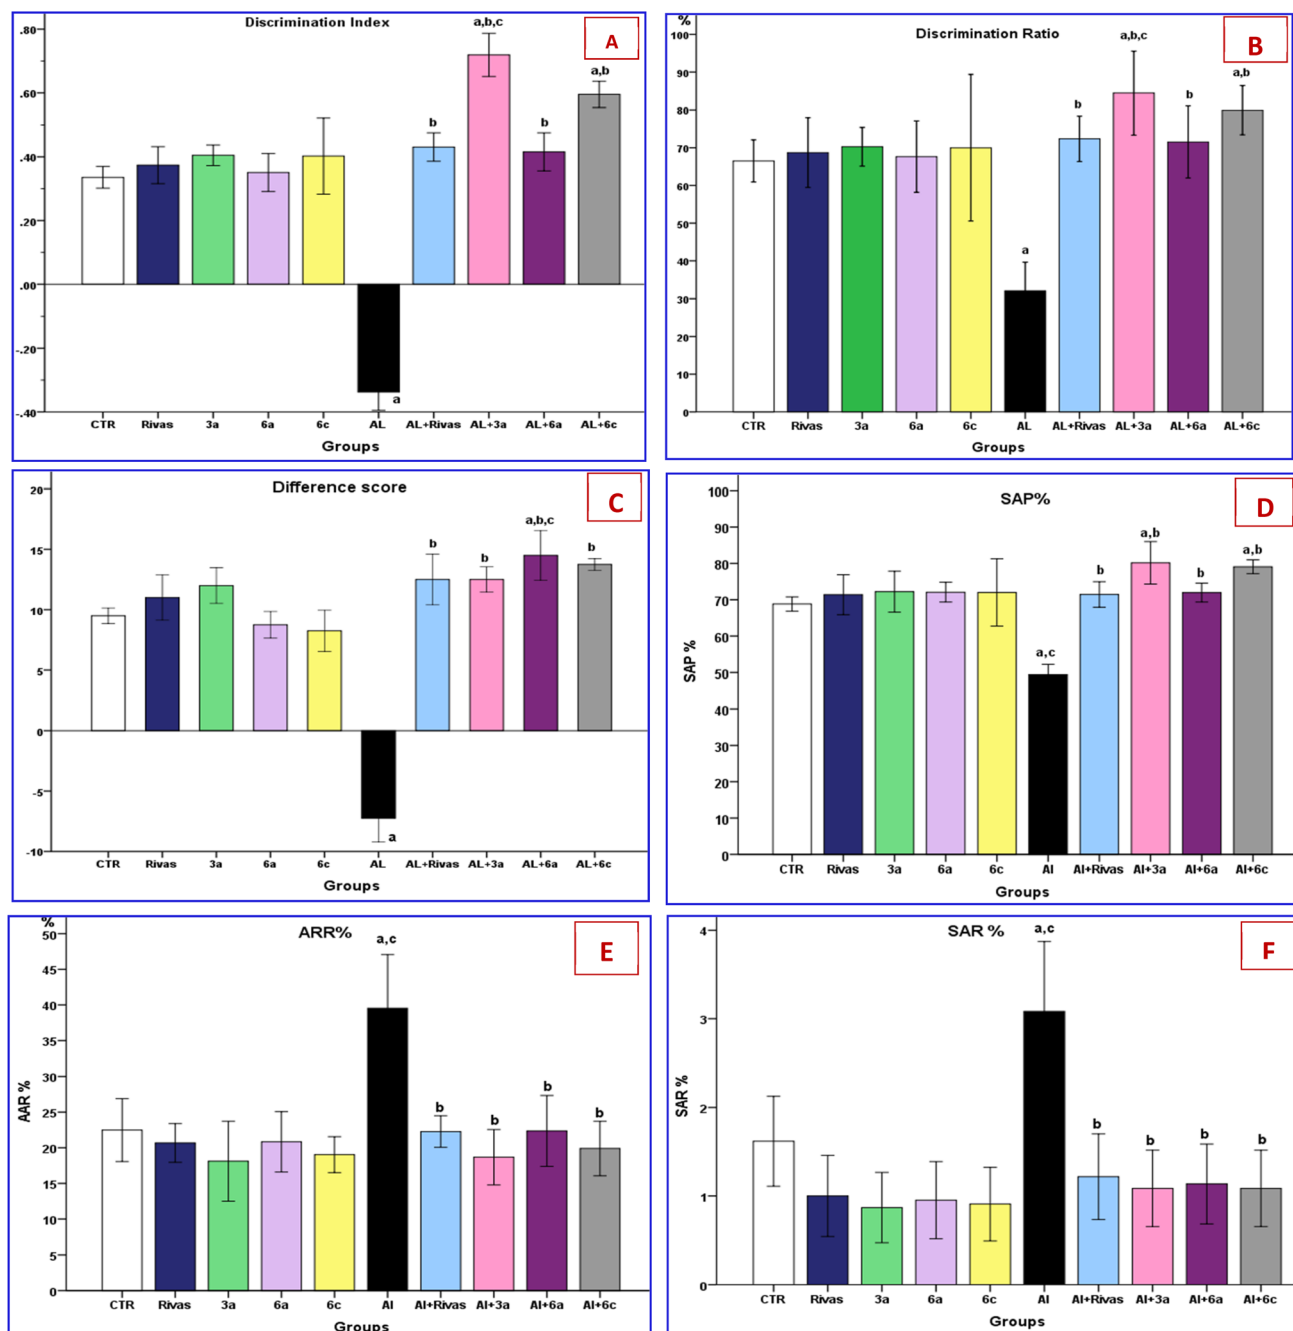 Discrimination Index
A
.80
.60
.40
.20
.00
-.20
-.40
a
b
a,b,c
b
a,b
CTR Rivas 3a 6a 6c AL AL+Rivas AL+3a AL+6a AL+6c
Groups
%
Discrimination Ratio
B
100
90
80
70
60
50
40
30
20
10
0
a
b
a,b,c
b
a,b
CTR Rivas 3a 6a 6c AL AL+Rivas AL+3a AL+6a AL+6c
Groups
Difference score
C
20
15
10
5
0
-5
-10
a
b
b
a,b,c
b
CTR Rivas 3a 6a 6c AL AL+Rivas AL+3a AL+6a AL+6c
Groups
SAP%
D
SAP %
100
90
80
70
60
50
40
30
20
10
0
a,c
b
a,b
b
a,b
CTR Rivas 3a 6a 6c Al Al+Rivas Al+3a Al+6a Al+6c
Groups
%
ARR%
E
AAR %
50
45
40
35
30
25
20
15
10
5
0
a,c
b
b
b
b
CTR Rivas 3a 6a 6c Al Al+Rivas Al+3a Al+6a Al+6c
Groups
SAR %
F
SAR %
4
3
2
1
0
a,c
b
b
b
b
CTR Rivas 3a 6a 6c Al Al+Rivas Al+3a Al+6a Al+6c
Groups